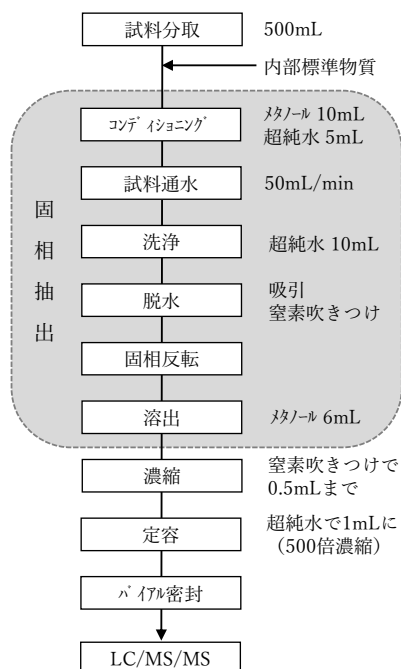 試料分取 500mL
内部標準物質
ｺﾝﾃﾞｨｼｮﾆﾝｸﾞ ﾒﾀﾉｰﾙ 10mL
超純水 5mL
試料通水 50mL/min
固相抽出
洗浄 超純水 10mL
脱水 吸引
窒素吹きつけ
固相反転
溶出 ﾒﾀﾉｰﾙ 6mL
濃縮 窒素吹きつけで
0.5mLまで
定容 超純水で1mLに
（500倍濃縮）
ﾊﾞｲｱﾙ密封
LC/MS/MS